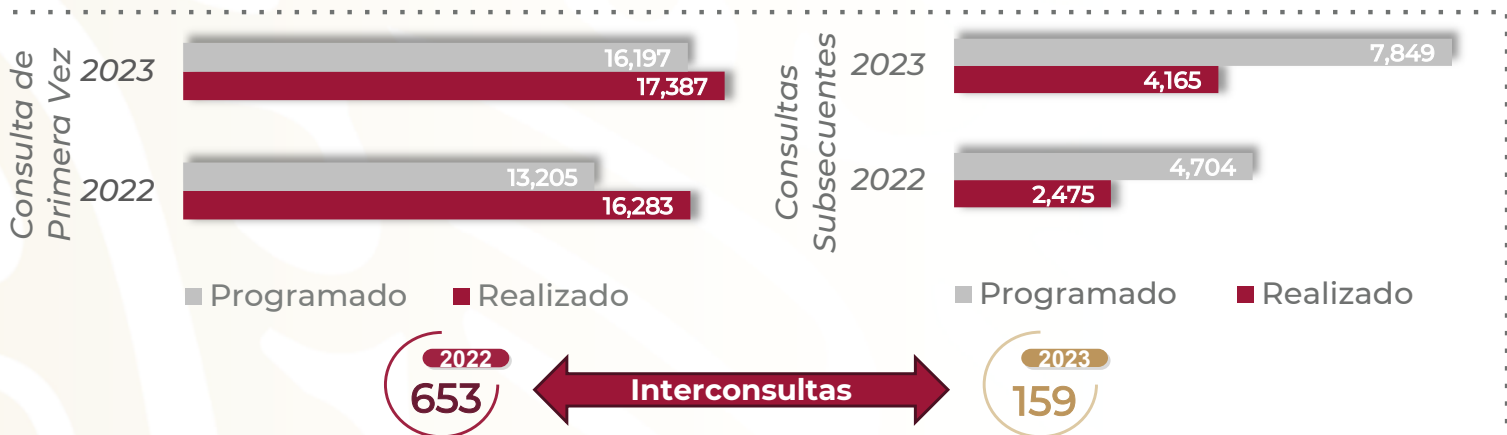 Consulta de
Primera Vez
2023
16,197
17,387
2022
13,205
16,283
Programado
Realizado
Consultas
Subsecuentes
2023
7,849
4,165
2022
4,704
2,475
Programado
Realizado
2022
653
Interconsultas
2023
159